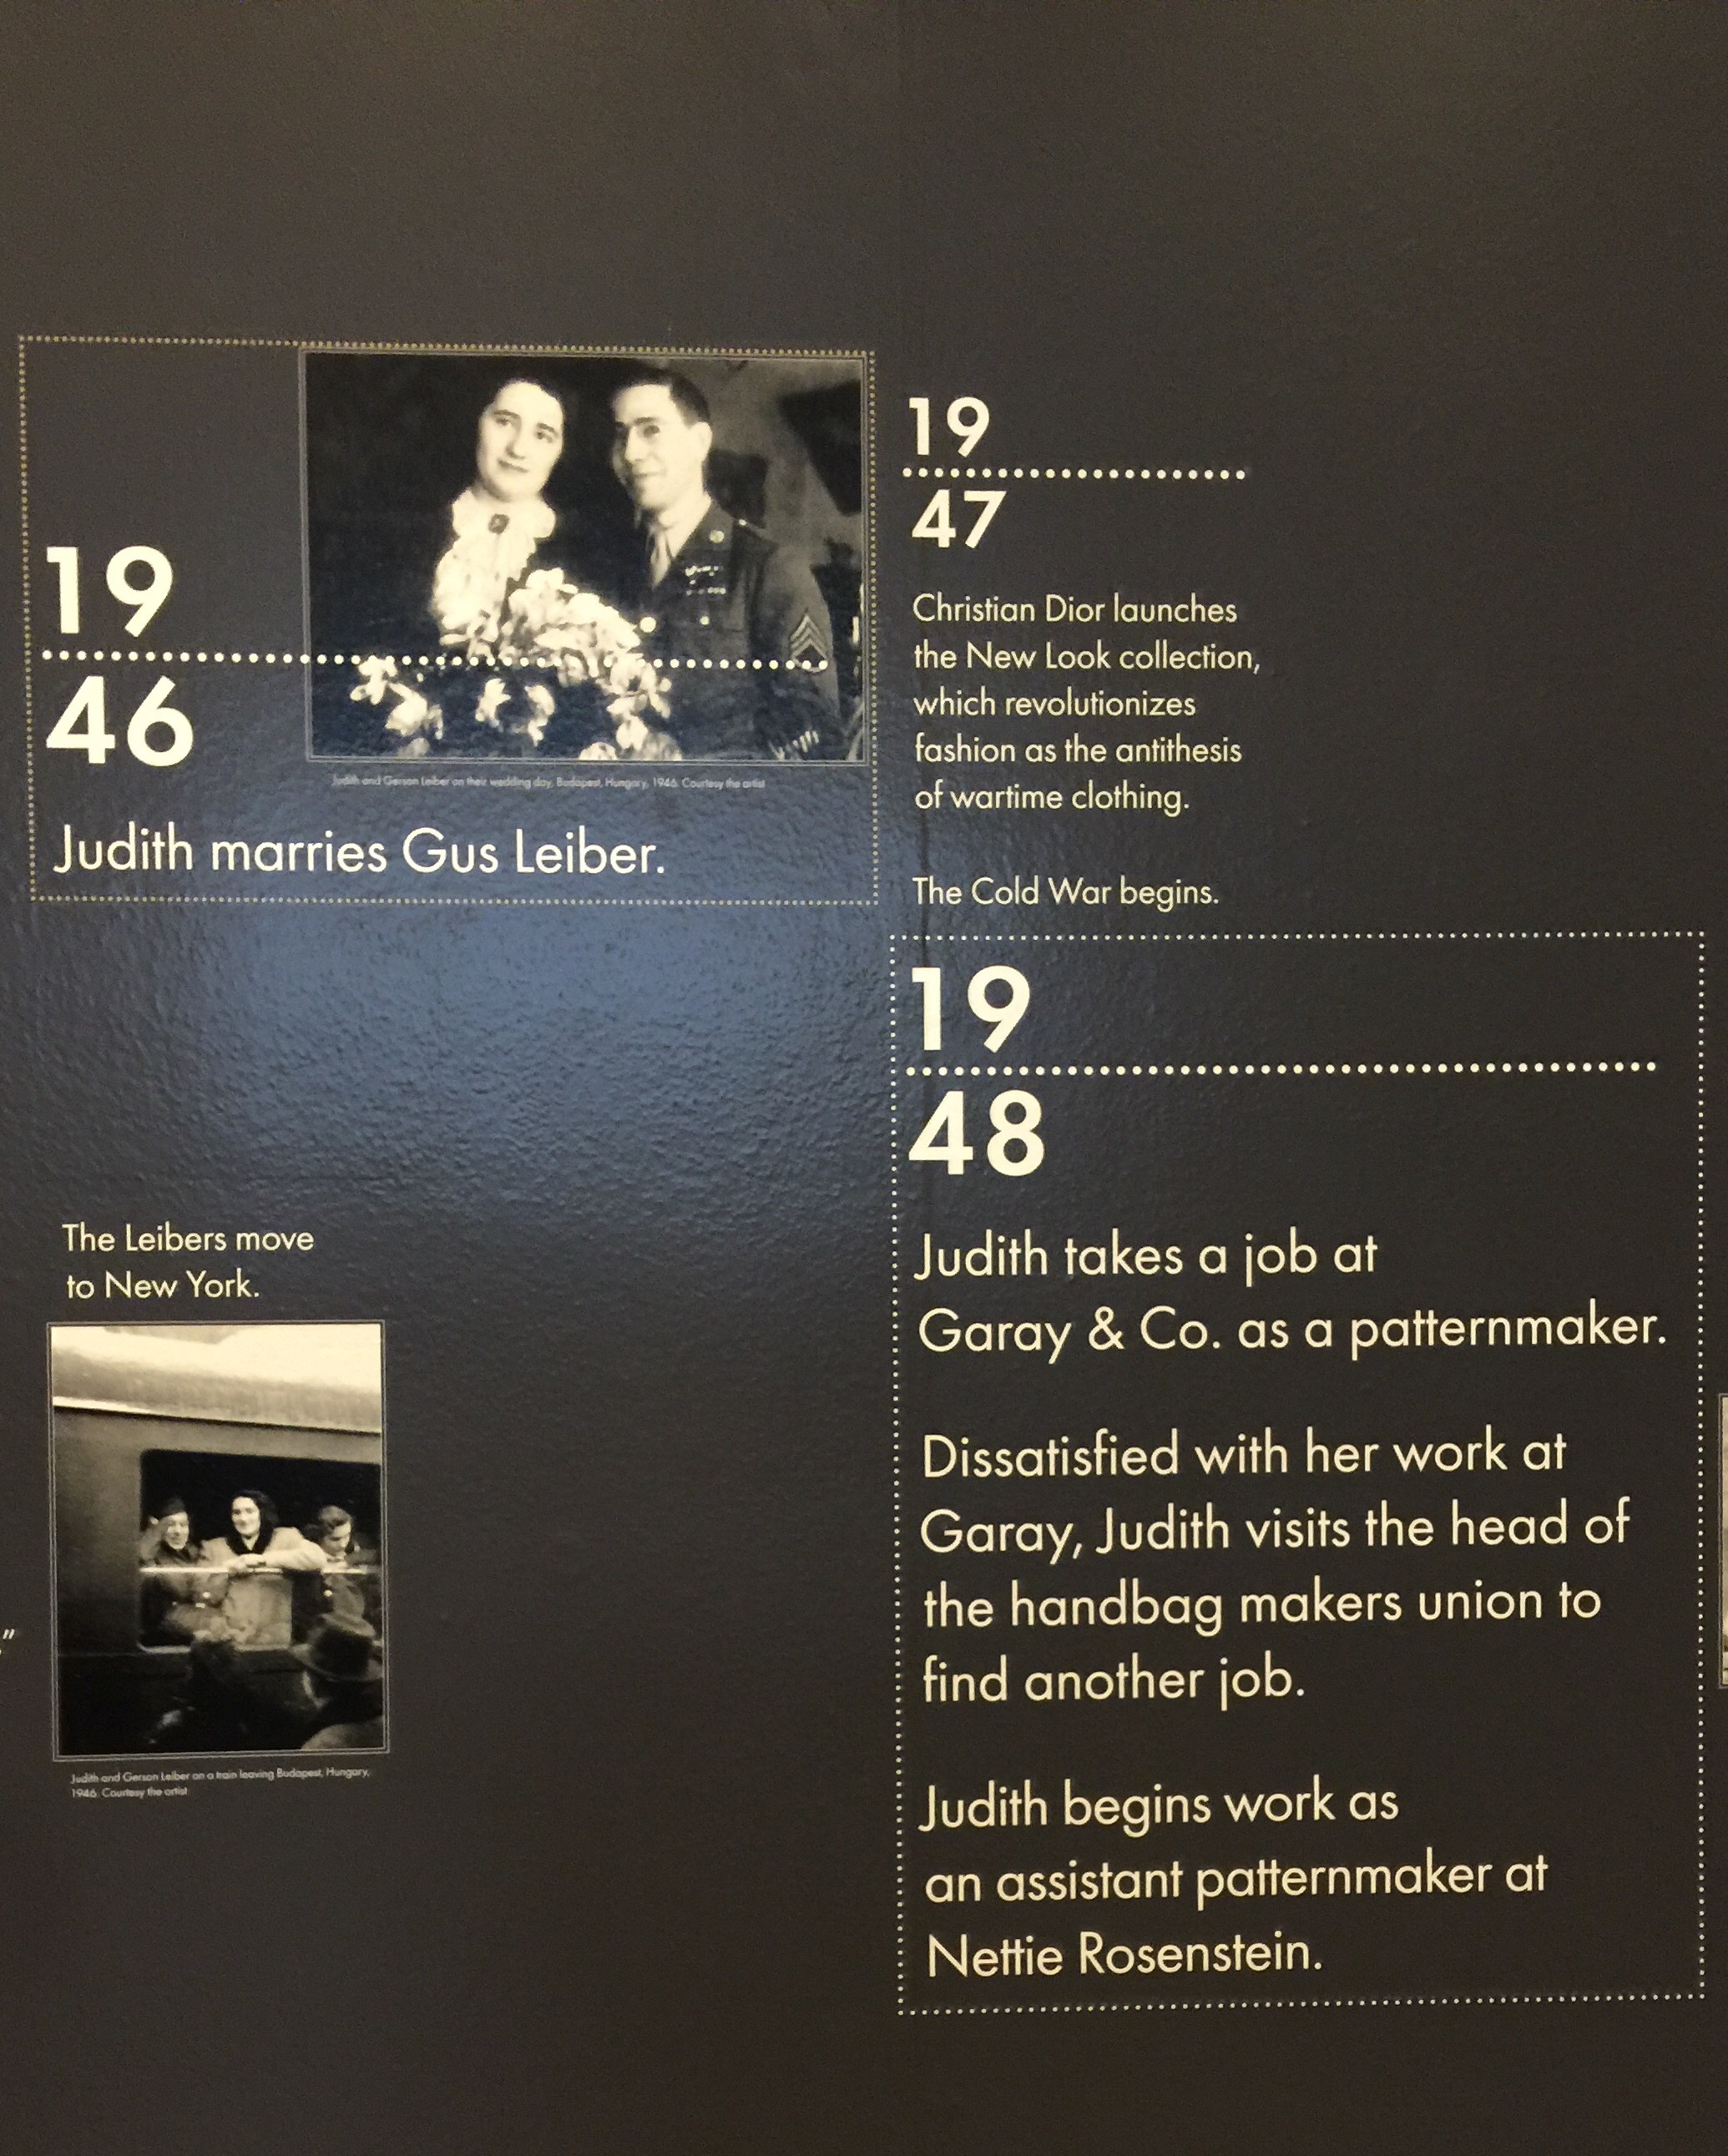 19
46
Judith and Gerson Leiber on their wedding day, Budapest, Hungary, 1946. Courtesy the artist
Judith marries Gus Leiber.
The Leibers move
to New York.
Judith and Gerson Leiber on a train leaving Budapest, Hungary,
1946. Courtesy the artist
"
19
47
Christian Dior launches
the New Look collection,
which revolutionizes
fashion as the antithesis
of wartime clothing.
The Cold War begins.
19
48
Judith takes a job at
Garay & Co. as a patternmaker.
Dissatisfied with her work at
Garay, Judith visits the head of
the handbag makers union to
find another job.
Judith begins work as
an assistant patternmaker at
Nettie Rosenstein.